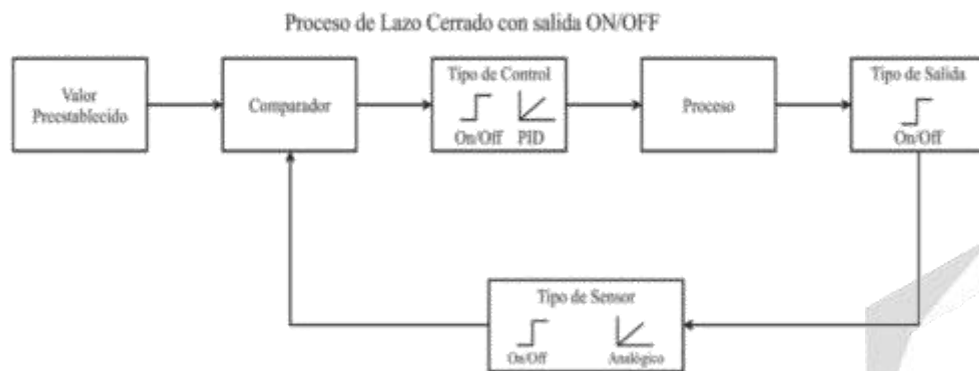 Proceso de Lazo Cerrado con salida ON/OFF
Valor
Preestablecido
Comparador
Tipo de Control
On/Off PID
Proceso
Tipo de Salida
On/Off
Tipo de Sensor
On/Off Analógico